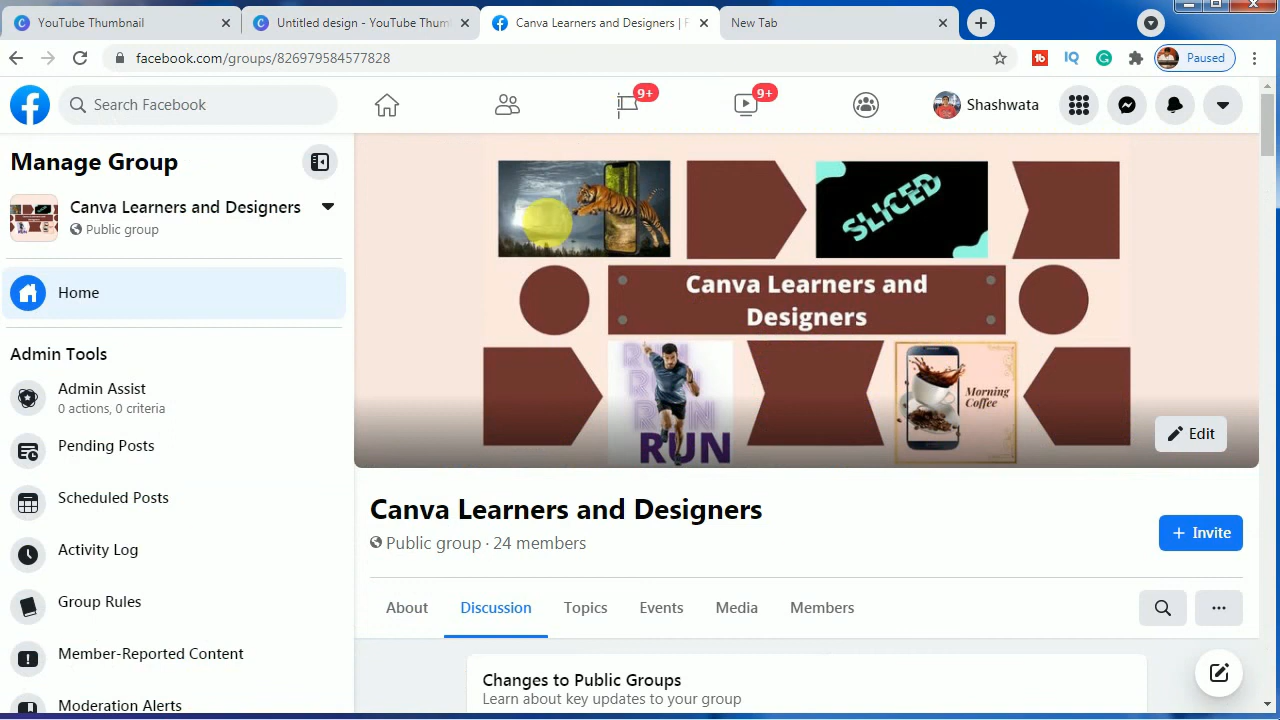 YouTube Thumbnail
Untitled design - YouTube Thum
Canva Learners and Designers | F
New Tab
facebook.com/groups/826979584577828
Paused
Search Facebook
9+
9+
Shashwata
Manage Group
Canva Learners and Designers
Public group
Home
Admin Tools
Admin Assist
0 actions, 0 criteria
Pending Posts
Scheduled Posts
Activity Log
Group Rules
Member-Reported Content
Moderation Alerts
SLICED
Canva Learners and
Designers
RUN
RUN
RUN
RUN
Morning
Coffee
Edit
Canva Learners and Designers
Public group · 24 members
+ Invite
About
Discussion
Topics
Events
Media
Members
Changes to Public Groups
Learn about key updates to your group